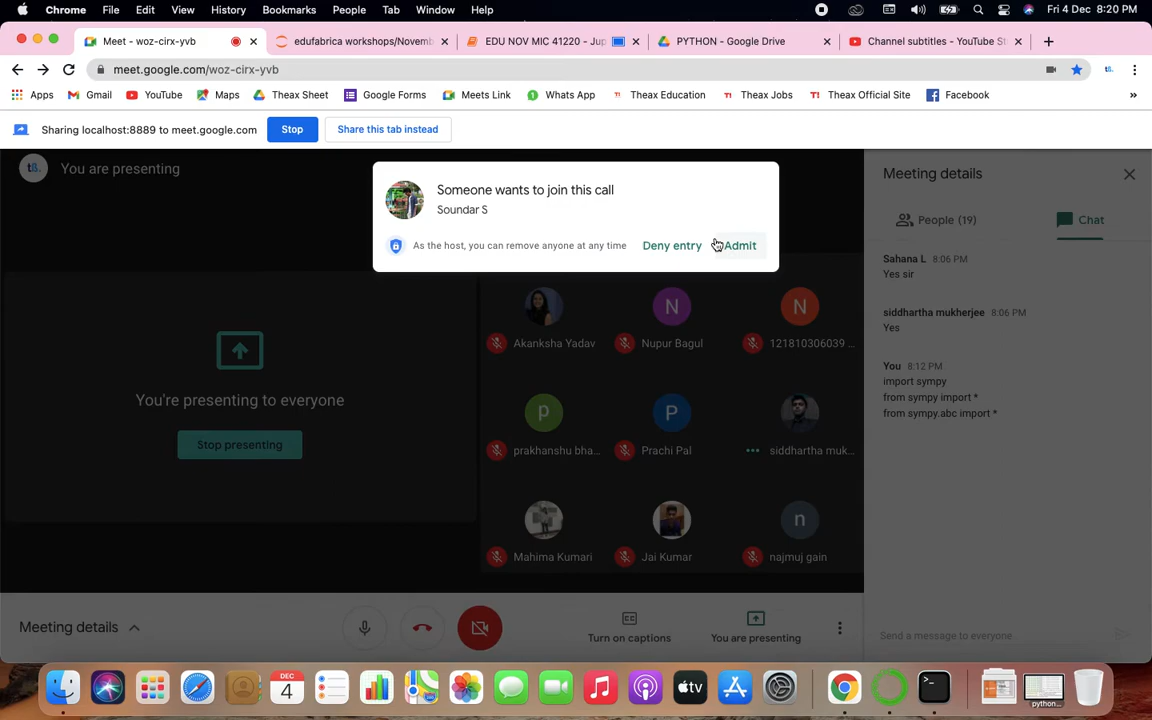 Chrome File Edit View History Bookmarks People Tab Window Help Fri 4 Dec 8:20 PM
Meet - woz-cirx-yvb edufabrica workshops/Novemb EDU NOV MIC 41220 - Jup PYTHON - Google Drive Channel subtitles - YouTube St
meet.google.com/woz-cirx-yvb
Apps Gmail YouTube Maps Theax Sheet Google Forms Meets Link Whats App Theax Education Theax Jobs Theax Official Site Facebook »
Sharing localhost:8889 to meet.google.com Stop Share this tab instead
You are presenting
Someone wants to join this call
Soundar S
As the host, you can remove anyone at any time Deny entry Admit
Meeting details
People (19) Chat
Sahana L 8:06 PM
Yes sir
siddhartha mukherjee 8:06 PM
Yes
You 8:12 PM
import sympy
from sympy import *
from sympy.abc import *
You're presenting to everyone
Stop presenting
N N
Akanksha Yadav Nupur Bagul 121810306039 ...
p P
prakhanshu bha... Prachi Pal siddhartha muk...
n
Mahima Kumari Jai Kumar najmuj gain
Meeting details Turn on captions You are presenting
Send a message to everyone
DEC
4
tv
python...